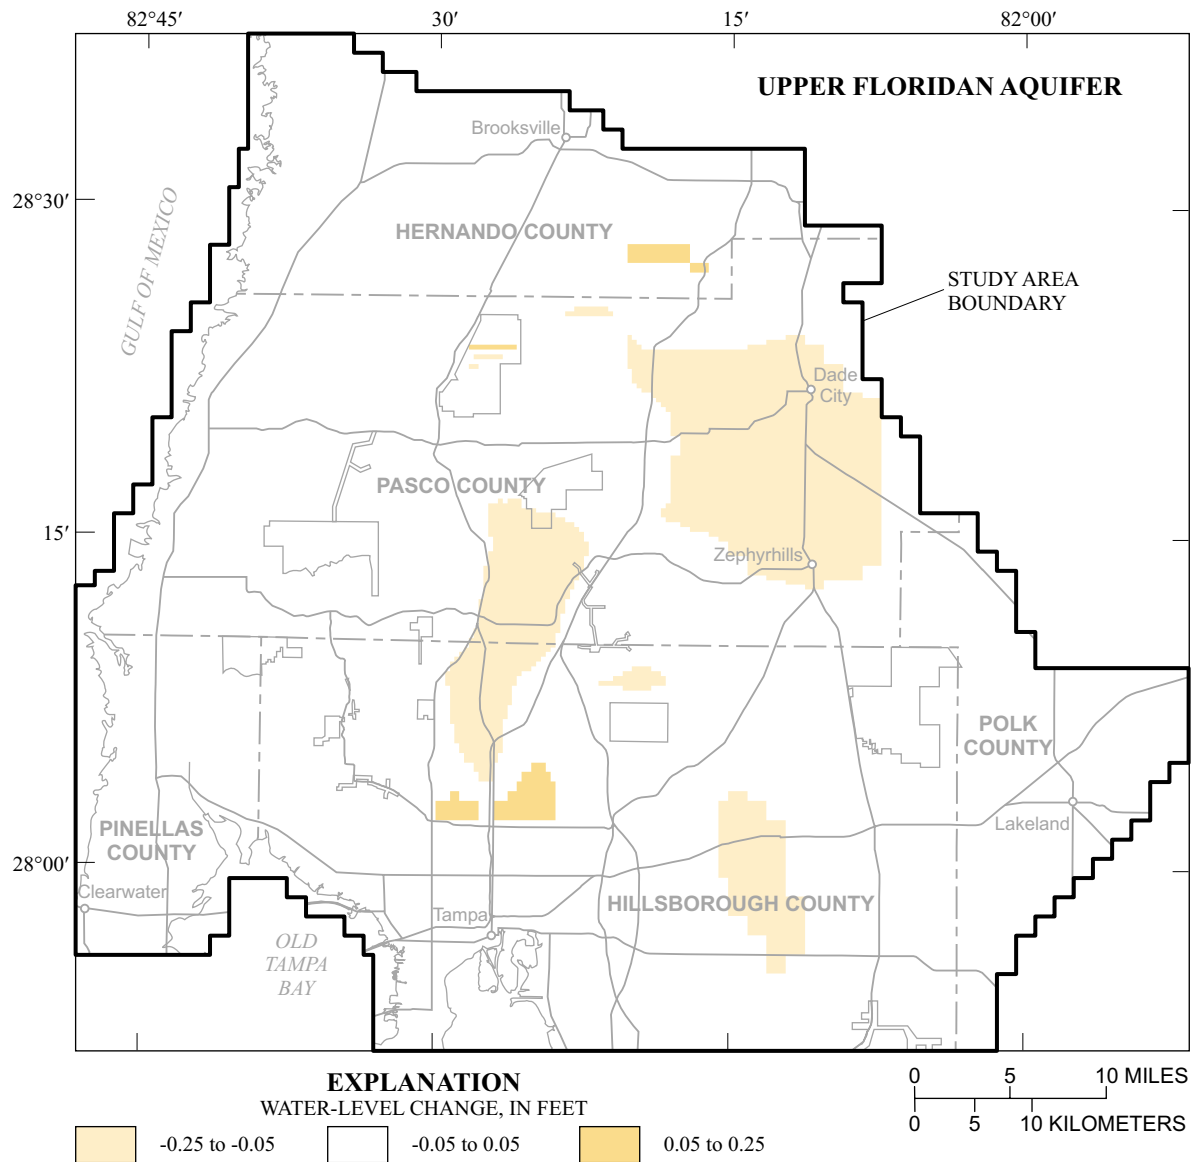 82°45′ 30′ 15′ 82°00′
UPPER FLORIDAN AQUIFER
Brooksville
28°30′
HERNANDO COUNTY
GULF OF MEXICO
STUDY AREA
BOUNDARY
Dade
City
PASCO COUNTY
15′
Zephyrhills
POLK
COUNTY
PINELLAS
COUNTY
Lakeland
28°00′
Clearwater
HILLSBOROUGH COUNTY
Tampa
OLD
TAMPA
BAY
EXPLANATION
WATER-LEVEL CHANGE, IN FEET
-0.25 to -0.05 -0.05 to 0.05 0.05 to 0.25
0 5 10 MILES
0 5 10 KILOMETERS